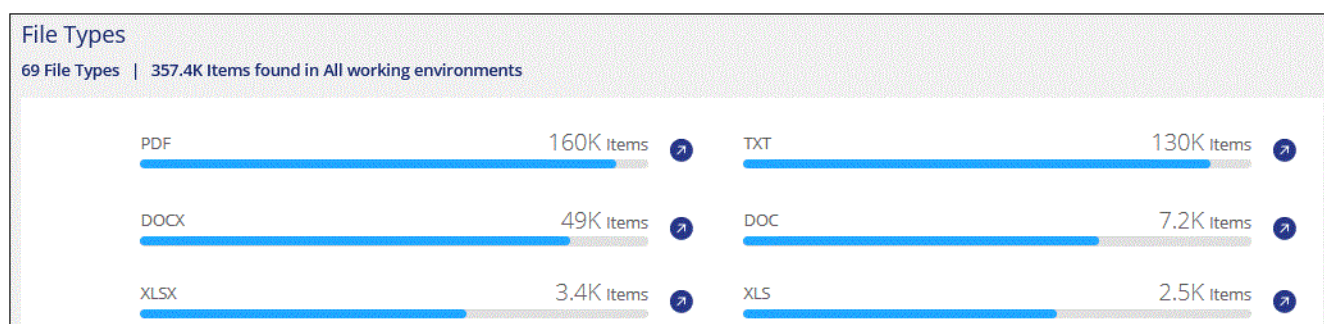 File Types
69 File Types | 357.4K Items found in All working environments
PDF 160K Items TXT 130K Items
DOCX 49K Items DOC 7.2K Items
XLSX 3.4K Items XLS 2.5K Items